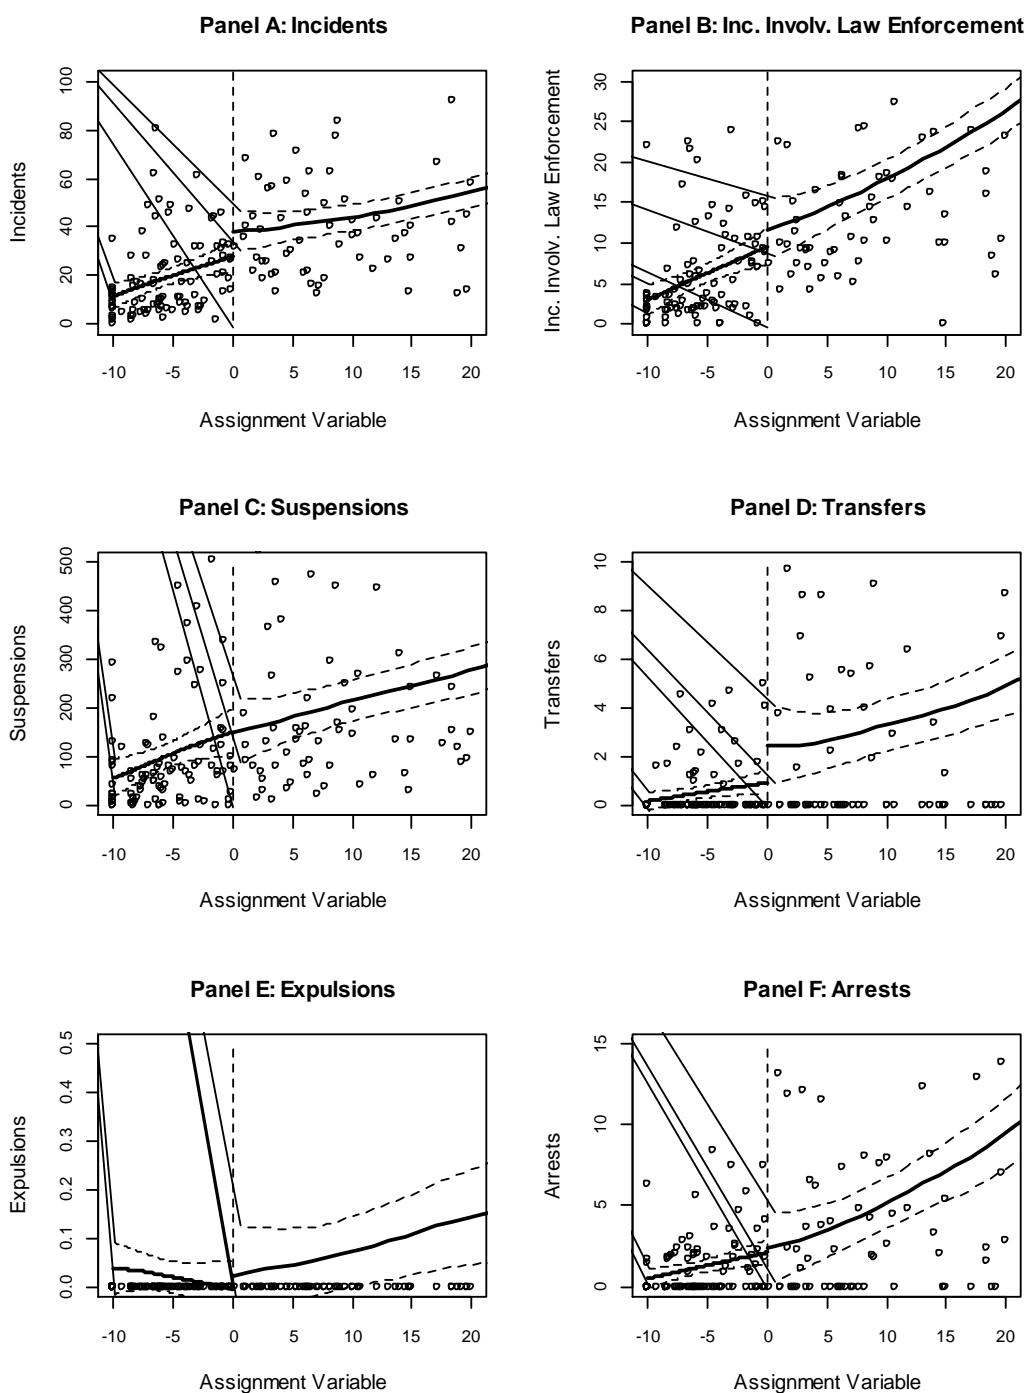 Panel A: Incidents
Incidents
0 20 40 60 80 100
-10 -5 0 5 10 15 20
Assignment Variable
Panel B: Inc. Involv. Law Enforcement
Inc. Involv. Law Enforcement
0 5 10 15 20 25 30
-10 -5 0 5 10 15 20
Assignment Variable
Panel C: Suspensions
Suspensions
0 100 200 300 400 500
-10 -5 0 5 10 15 20
Assignment Variable
Panel D: Transfers
Transfers
0 2 4 6 8 10
-10 -5 0 5 10 15 20
Assignment Variable
Panel E: Expulsions
Expulsions
0.0 0.1 0.2 0.3 0.4 0.5
-10 -5 0 5 10 15 20
Assignment Variable
Panel F: Arrests
Arrests
0 5 10 15
-10 -5 0 5 10 15 20
Assignment Variable